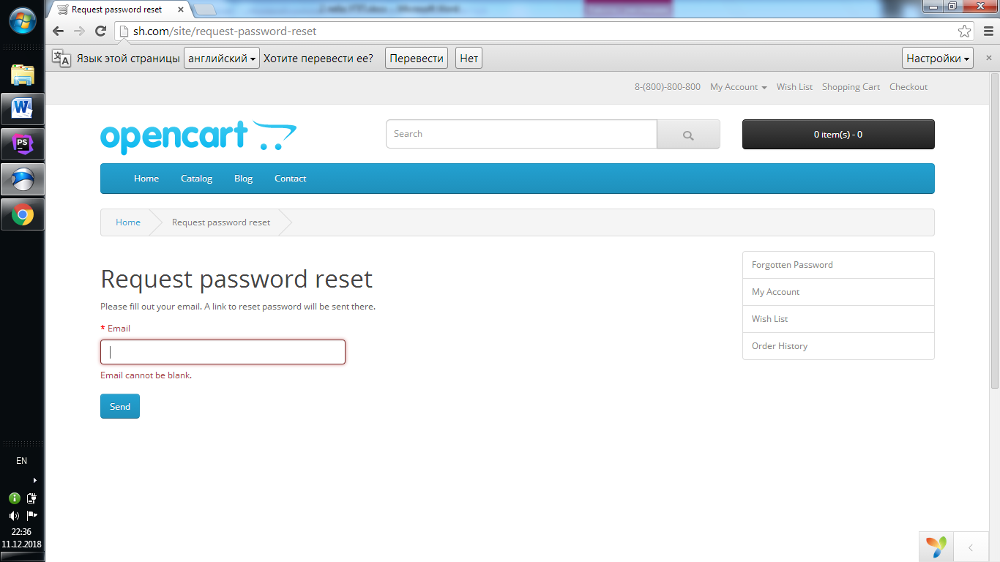 Request password reset
sh.com/site/request-password-reset
Язык этой страницы английский Хотите перевести ее? Перевести Нет Настройки
8-(800)-800-800 My Account Wish List Shopping Cart Checkout
opencart Search 0 item(s) - 0
Home Catalog Blog Contact
Home Request password reset
Request password reset
Please fill out your email. A link to reset password will be sent there.
* Email
Email cannot be blank.
Send
Forgotten Password
My Account
Wish List
Order History
W
PS
EN
22:36
11.12.2018